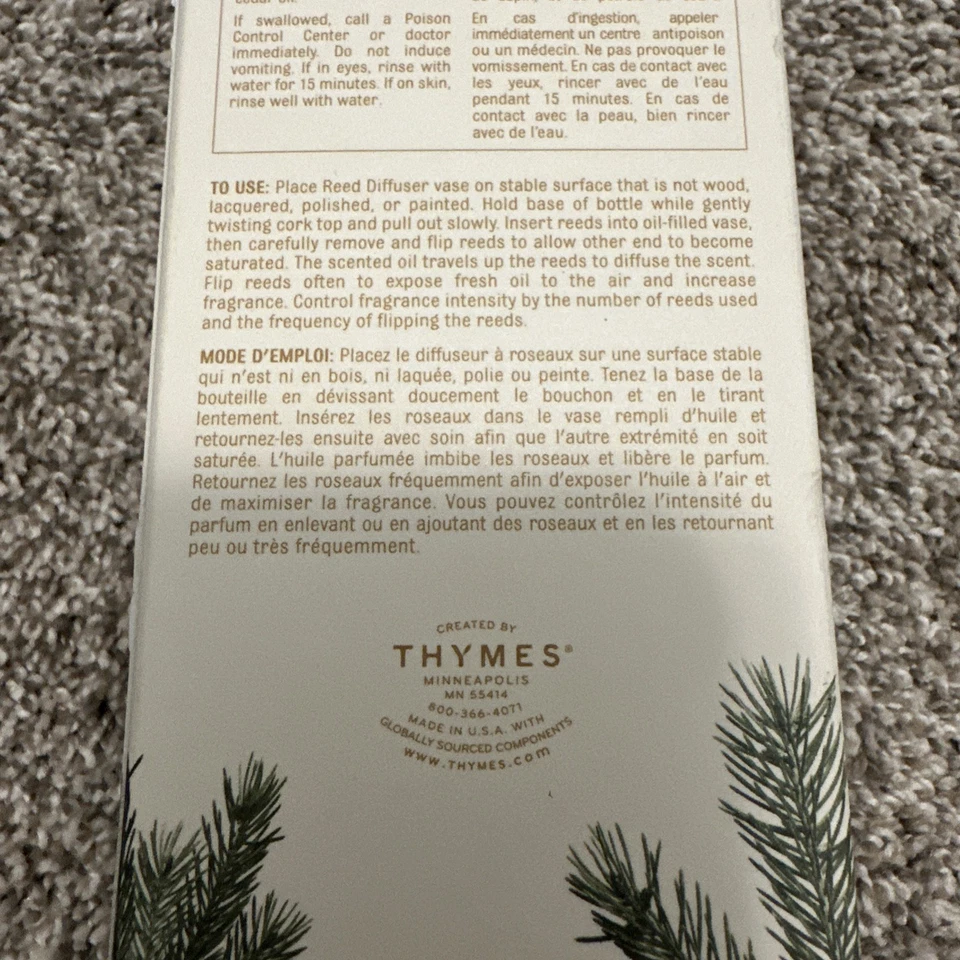 cedar oil.
If swallowed, call a Poison
Control Center or doctor
immediately. Do not induce
vomiting. If in eyes, rinse with
water for 15 minutes. If on skin,
rinse well with water.
En cas d'ingestion, appeler
immédiatement un centre antipoison
ou un médecin. Ne pas provoquer le
vomissement. En cas de contact avec
les yeux, rincer avec de l'eau
pendant 15 minutes. En cas de
contact avec la peau, bien rincer
avec de l'eau.
TO USE: Place Reed Diffuser vase on stable surface that is not wood,
lacquered, polished, or painted. Hold base of bottle while gently
twisting cork top and pull out slowly. Insert reeds into oil-filled vase,
then carefully remove and flip reeds to allow other end to become
saturated. The scented oil travels up the reeds to diffuse the scent.
Flip reeds often to expose fresh oil to the air and increase
fragrance. Control fragrance intensity by the number of reeds used
and the frequency of flipping the reeds.
MODE D'EMPLOI: Placez le diffuseur à roseaux sur une surface stable
qui n'est ni en bois, ni laquée, polie ou peinte. Tenez la base de la
bouteille en dévissant doucement le bouchon et en le tirant
lentement. Insérez les roseaux dans le vase rempli d'huile et
retournez-les ensuite avec soin afin que l'autre extrémité en soit
saturée. L'huile parfumée imbibe les roseaux et libère le parfum.
Retournez les roseaux fréquemment afin d'exposer l'huile à l'air et
de maximiser la fragrance. Vous pouvez contrôlez l'intensité du
parfum en enlevant ou en ajoutant des roseaux et en les retournant
peu ou très fréquemment.
CREATED BY
THYMES®
MINNEAPOLIS
MN 55414
800-366-4071
MADE IN U.S.A. WITH
GLOBALLY SOURCED COMPONENTS
www.THYMES.com